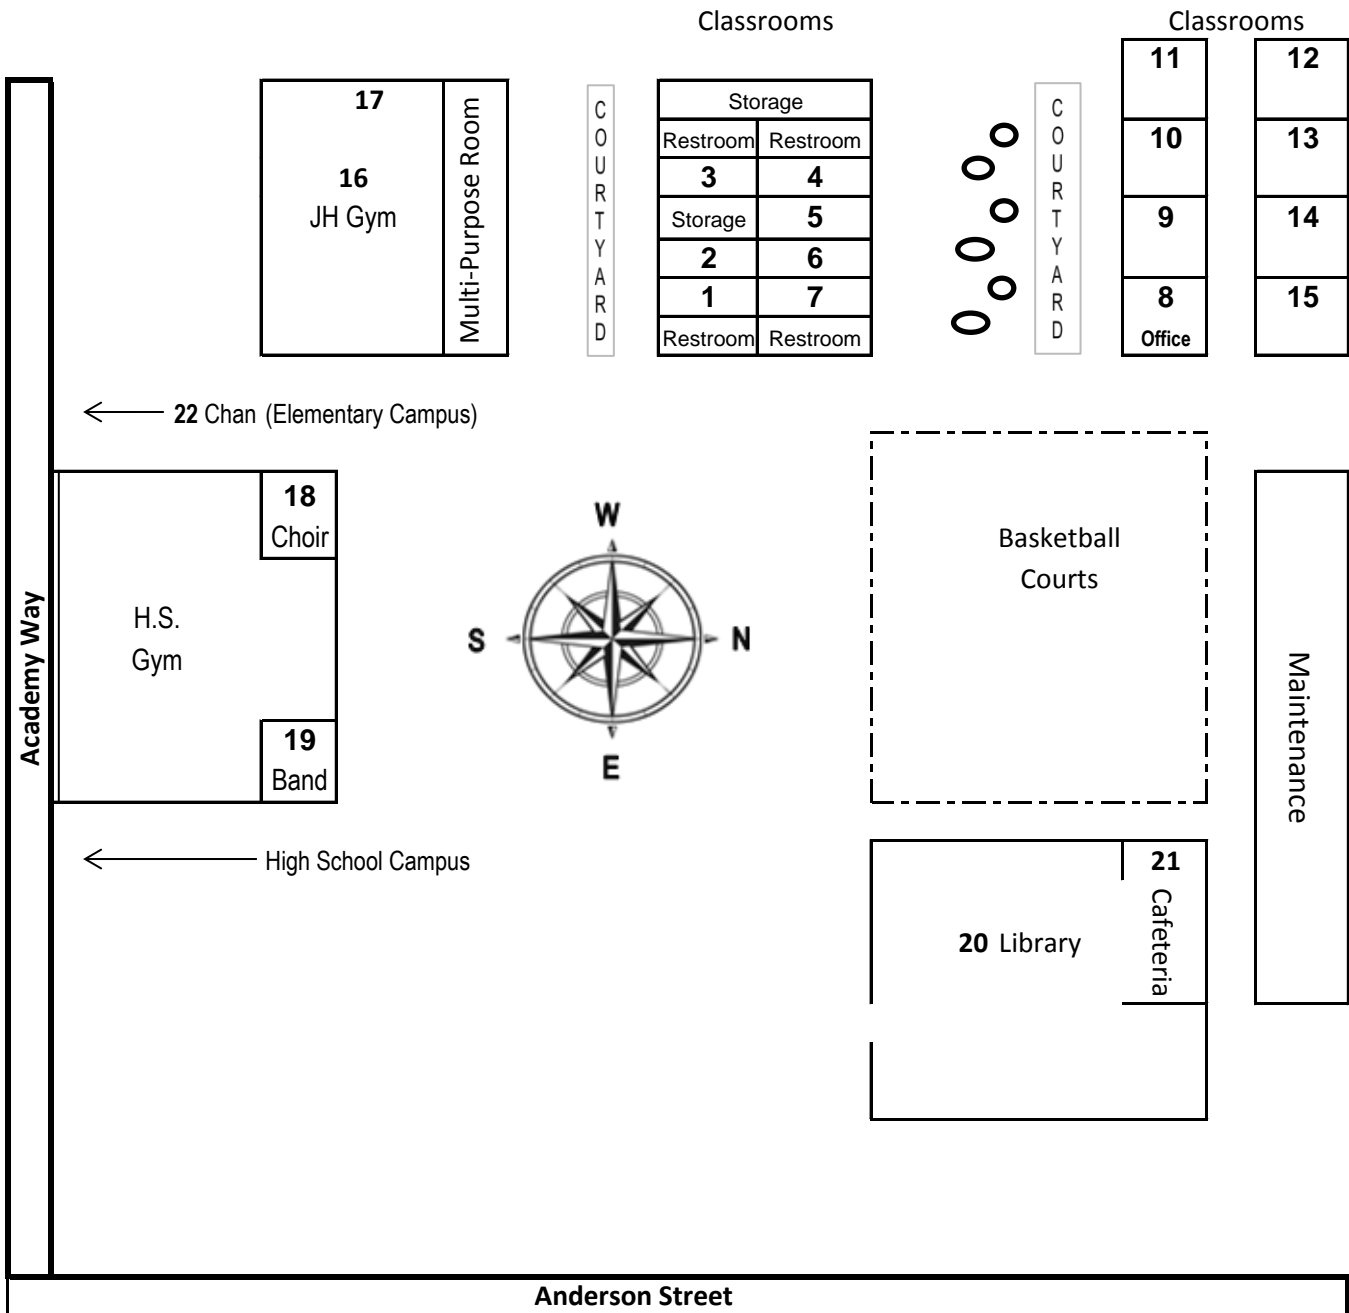 Classrooms
Classrooms
17
16
JH Gym
Multi-Purpose Room
COURTYARD
Storage
Restroom Restroom
3 4
Storage 5
2 6
1 7
Restroom Restroom
COURTYARD
11 12
10 13
9 14
8 15
Office
22 Chan (Elementary Campus)
18
Choir
H.S.
Gym
19
Band
Academy Way
W
S N
E
Basketball
Courts
Maintenance
High School Campus
21
Cafeteria
20 Library
Anderson Street